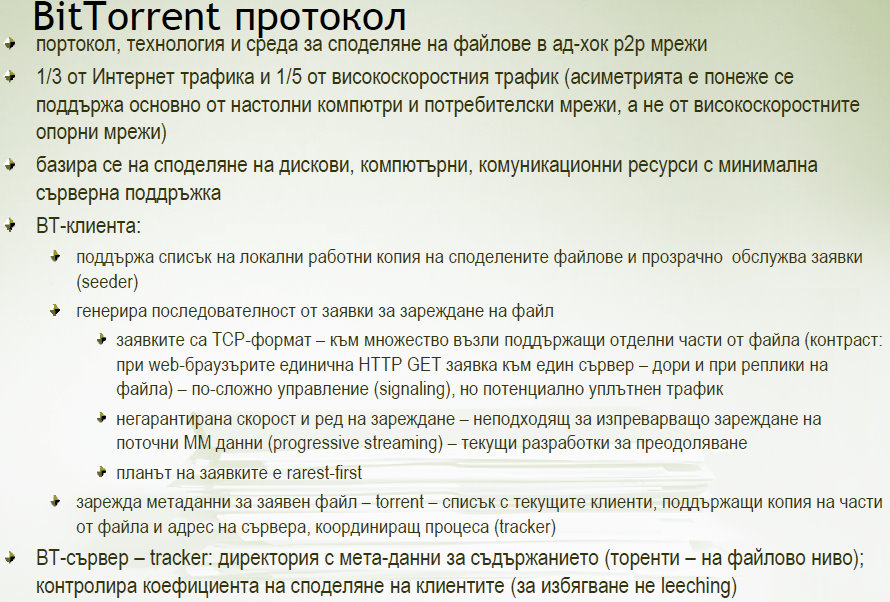 BitTorrent протокол
портокол, технология и среда за споделяне на файлове в ад-хок p2p мрежи
1/3 от Интернет трафика и 1/5 от високоскоростния трафик (асиметрията е понеже се
поддържа основно от настолни компютри и потребителски мрежи, а не от високоскоростните
опорни мрежи)
базира се на споделяне на дискови, компютърни, комуникационни ресурси с минимална
сърверна поддръжка
BT-клиента:
поддържа списък на локални работни копия на споделените файлове и прозрачно обслужва заявки
(seeder)
генерира последователност от заявки за зареждане на файл
заявките са TCP-формат – към множество възли поддържащи отделни части от файла (контраст:
при web-браузърите единична HTTP GET заявка към един сървер – дори и при реплики на
файла) – по-сложно управление (signaling), но потенциално уплътнен трафик
негарантирана скорост и ред на зареждане – неподходящ за изпреварващо зареждане на
поточни ММ данни (progressive streaming) – текущи разработки за преодоляване
планът на заявките е rarest-first
зарежда метаданни за заявен файл – torrent – списък с текущите клиенти, поддържащи копия на части
от файла и адрес на сървера, координиращ процеса (tracker)
BT-сървер – tracker: директория с мета-данни за съдържанието (торенти – на файлово ниво);
контролира коефициента на споделяне на клиентите (за избягване не leeching)